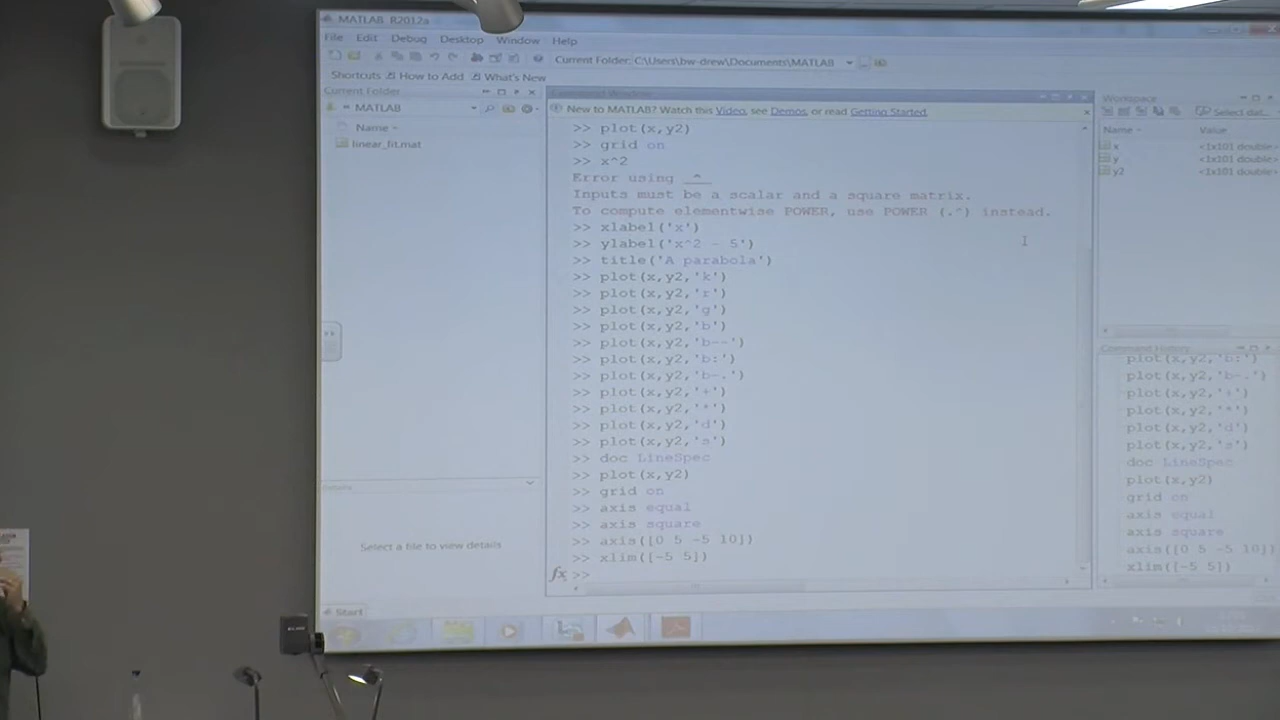 MATLAB R2012a
File Edit Debug Desktop Window Help
Current Folder: C:\Users\bw-drew\Documents\MATLAB
Shortcuts How to Add What's New
Current Folder
MATLAB
Name
linear_fit.mat
Details
Select a file to view details
Start
Command Window
New to MATLAB? Watch this Video, see Demos, or read Getting Started.
>> plot(x,y2)
>> grid on
>> x^2
Error using ^
Inputs must be a scalar and a square matrix.
To compute elementwise POWER, use POWER (.^) instead.
>> xlabel('x')
>> ylabel('x^2 - 5')
>> title('A parabola')
>> plot(x,y2,'k')
>> plot(x,y2,'r')
>> plot(x,y2,'g')
>> plot(x,y2,'b')
>> plot(x,y2,'b--')
>> plot(x,y2,'b:')
>> plot(x,y2,'b-.')
>> plot(x,y2,'+')
>> plot(x,y2,'*')
>> plot(x,y2,'d')
>> plot(x,y2,'s')
>> doc LineSpec
>> plot(x,y2)
>> grid on
>> axis equal
>> axis square
>> axis([0 5 -5 10])
>> xlim([-5 5])
fx >>
Workspace
Select dat...
Name Value
x <1x101 double>
y <1x101 double>
y2 <1x101 double>
Command History
plot(x,y2,'b:')
plot(x,y2,'b-.')
plot(x,y2,'+')
plot(x,y2,'*')
plot(x,y2,'d')
plot(x,y2,'s')
doc LineSpec
plot(x,y2)
grid on
axis equal
axis square
axis([0 5 -5 10])
xlim([-5 5])